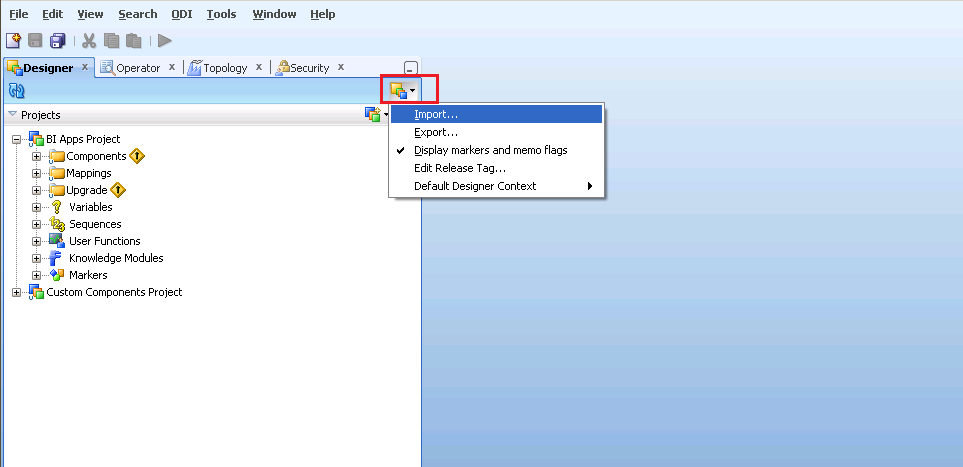 File Edit View Search ODI Tools Window Help
Designer x Operator x Topology x Security x
Projects
Import...
Export...
Display markers and memo flags
Edit Release Tag...
Default Designer Context
BI Apps Project
Components
Mappings
Upgrade
Variables
Sequences
User Functions
Knowledge Modules
Markers
Custom Components Project